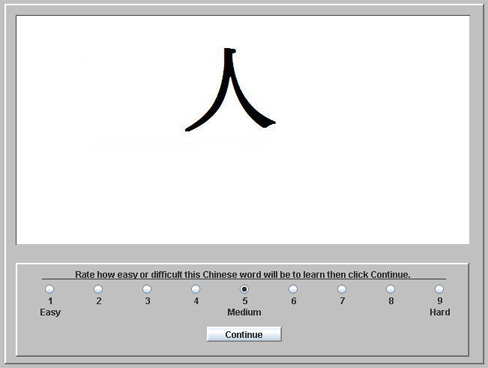 人
Rate how easy or difficult this Chinese word will be to learn then click Continue.
1 2 3 4 5 6 7 8 9
Easy Medium Hard
Continue